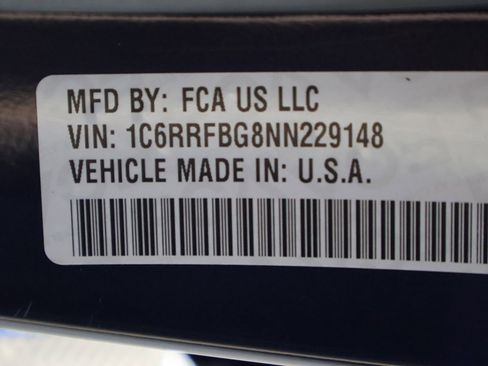 MFD BY: FCA US LLC
VIN: 1C6RRFBG8NN229148
VEHICLE MADE IN: U.S.A.